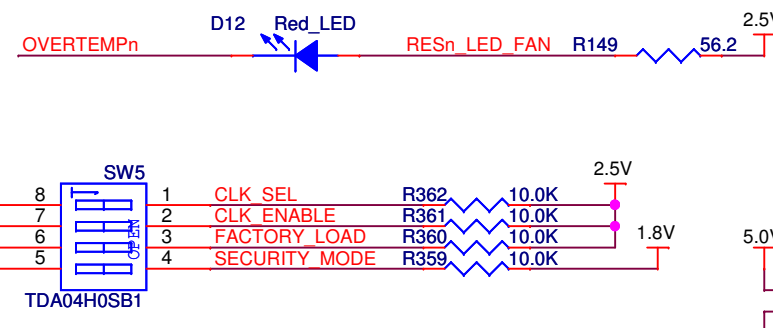 D12 Red_LED 2.5V
OVERTEMPn RESn_LED_FAN R149 56.2
SW5 2.5V
8 1 CLK_SEL R362 10.0K
7 2 CLK_ENABLE R361 10.0K
6 3 FACTORY_LOAD R360 10.0K 1.8V 5.0V
5 4 SECURITY_MODE R359 10.0K
OPEN
TDA04H0SB1